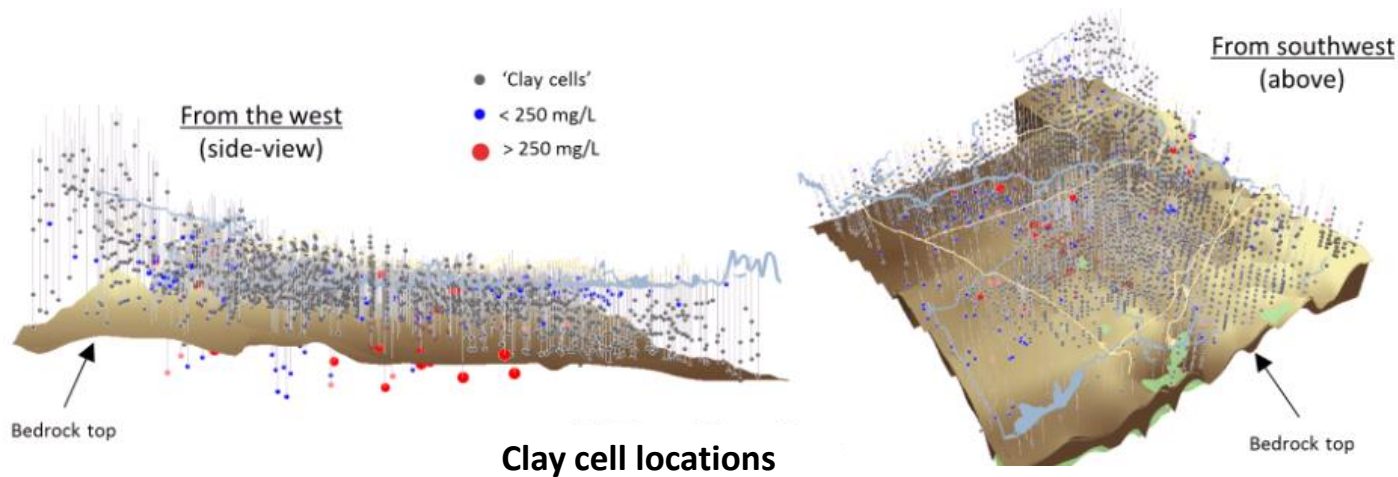 From the west
(side-view)
'Clay cells'
< 250 mg/L
> 250 mg/L
From southwest
(above)
Bedrock top
Bedrock top
Clay cell locations